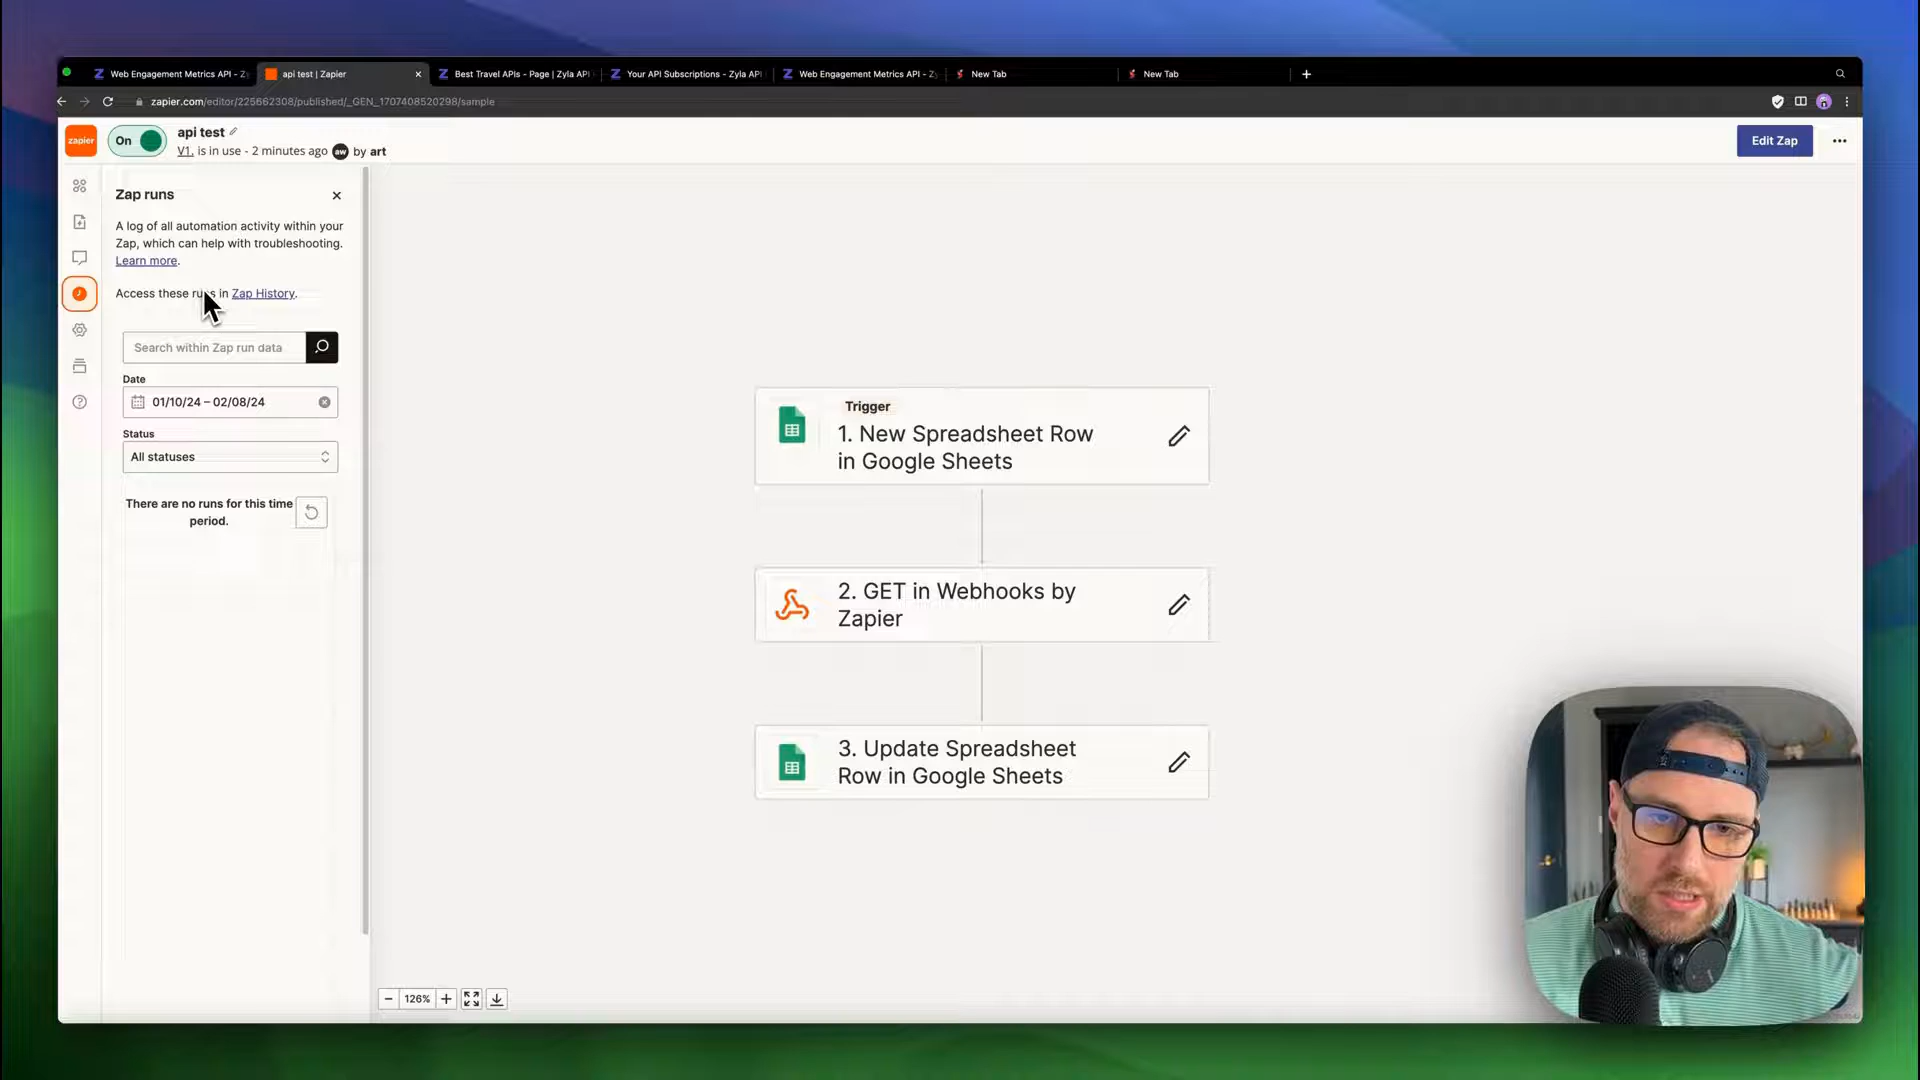 Web Engagement Metrics API - Z
api test | Zapier
Best Travel APIs - Page | Zyla API
Your API Subscriptions - Zyla API
Web Engagement Metrics API - Z
New Tab
New Tab
zapier.com/editor/225662308/published/_GEN_1707408520298/sample
zapier
On
api test
V1. is in use - 2 minutes ago aw by art
Edit Zap
Zap runs
A log of all automation activity within your
Zap, which can help with troubleshooting.
Learn more.
Access these runs in Zap History.
Search within Zap run data
Date
01/10/24 – 02/08/24
Status
All statuses
There are no runs for this time
period.
Trigger
1. New Spreadsheet Row
in Google Sheets
2. GET in Webhooks by
Zapier
3. Update Spreadsheet
Row in Google Sheets
126%